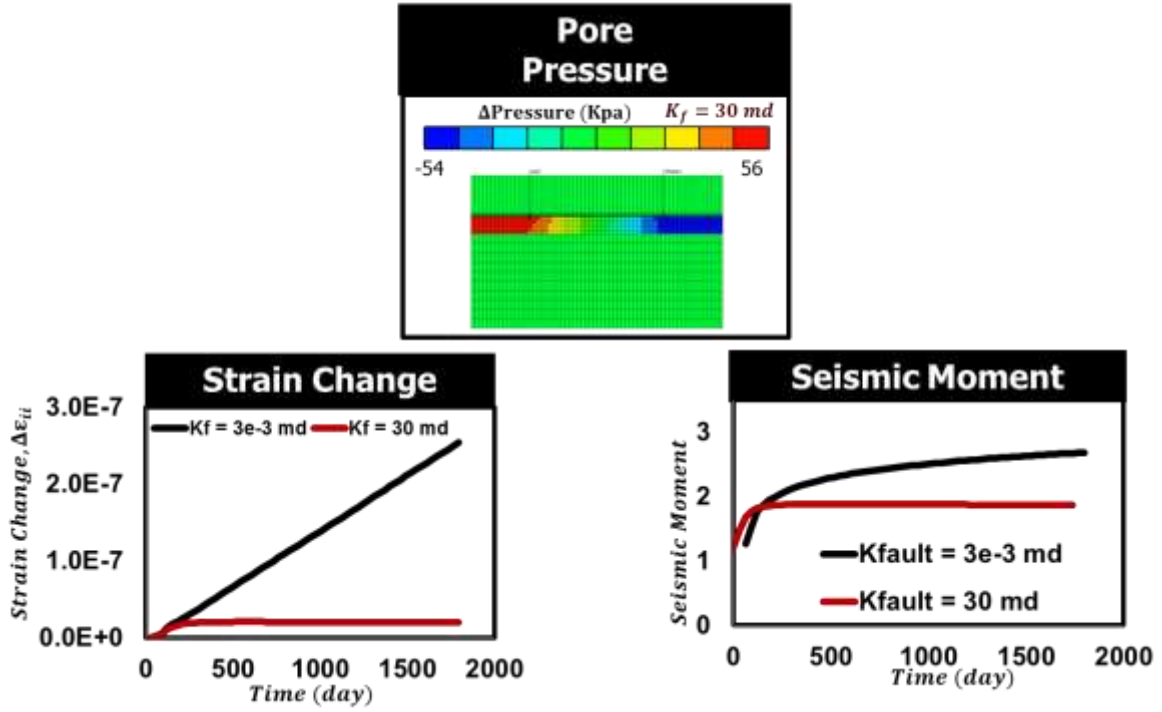 Pore
Pressure
ΔPressure (Kpa) K_f = 30 md
-54 56
Strain Change
Strain Change, Δε_ii
3.0E-7
2.0E-7
1.0E-7
0.0E+0
Kf = 3e-3 md Kf = 30 md
0 500 1000 1500 2000
Time (day)
Seismic Moment
Seismic Moment
3
2
1
0
Kfault = 3e-3 md
Kfault = 30 md
0 500 1000 1500 2000
Time (day)